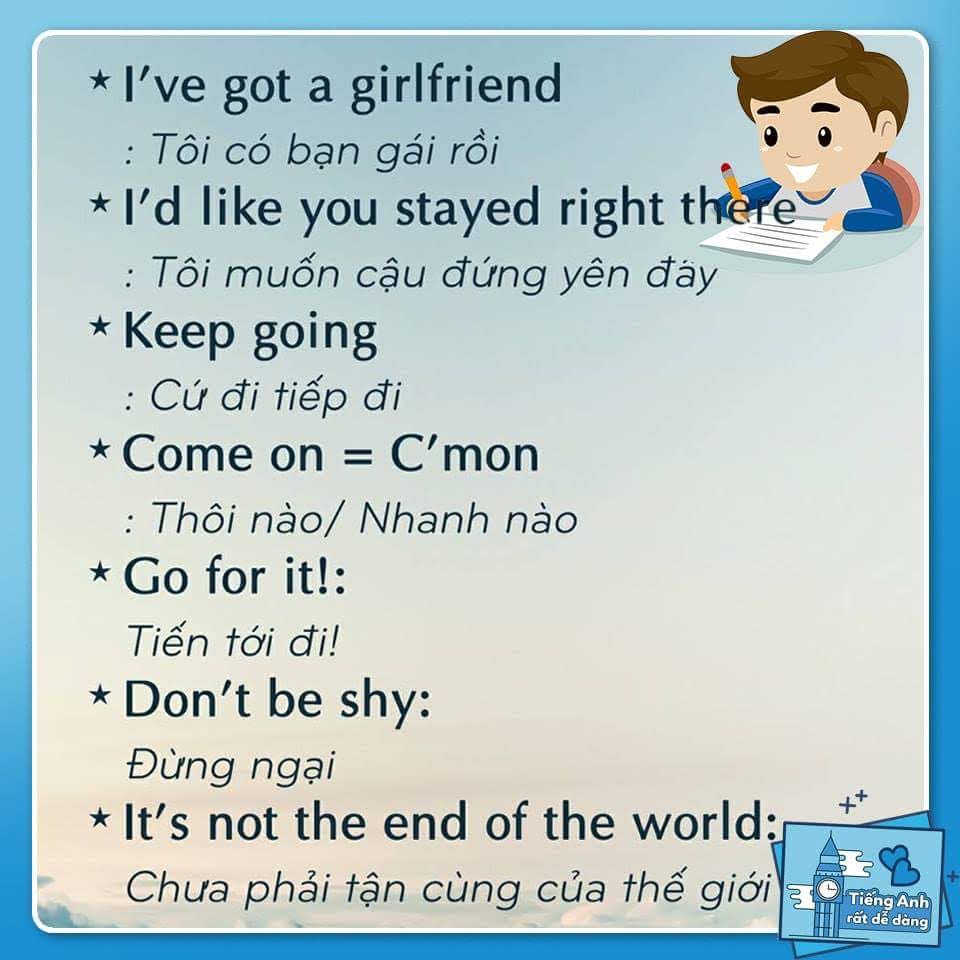 ★ I've got a girlfriend
: Tôi có bạn gái rồi
★ I'd like you stayed right there
: Tôi muốn cậu đứng yên đấy
★ Keep going
: Cứ đi tiếp đi
★ Come on = C'mon
: Thôi nào/ Nhanh nào
★ Go for it!:
Tiến tới đi!
★ Don't be shy:
Đừng ngại
★ It's not the end of the world:
Chưa phải tận cùng của thế giới
Tiếng Anh
rất dễ dàng